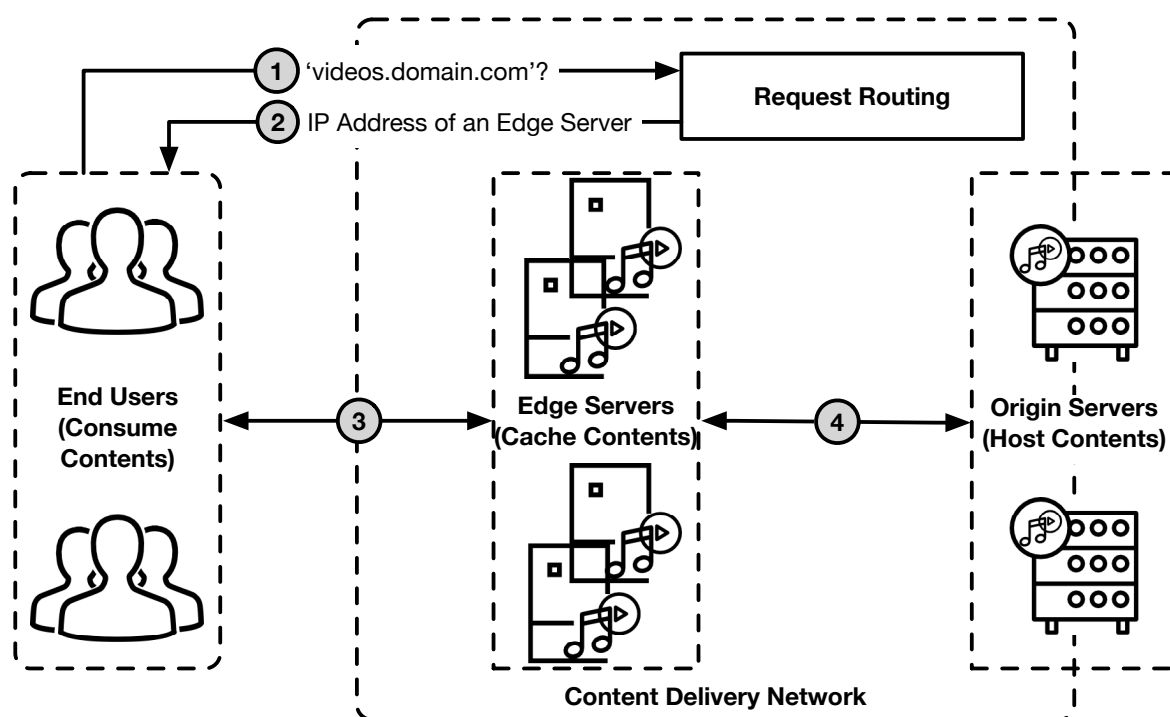 1 ‘videos.domain.com’?
Request Routing
2 IP Address of an Edge Server
End Users
(Consume
Contents)
3
Edge Servers
(Cache Contents)
4
Origin Servers
(Host Contents)
Content Delivery Network